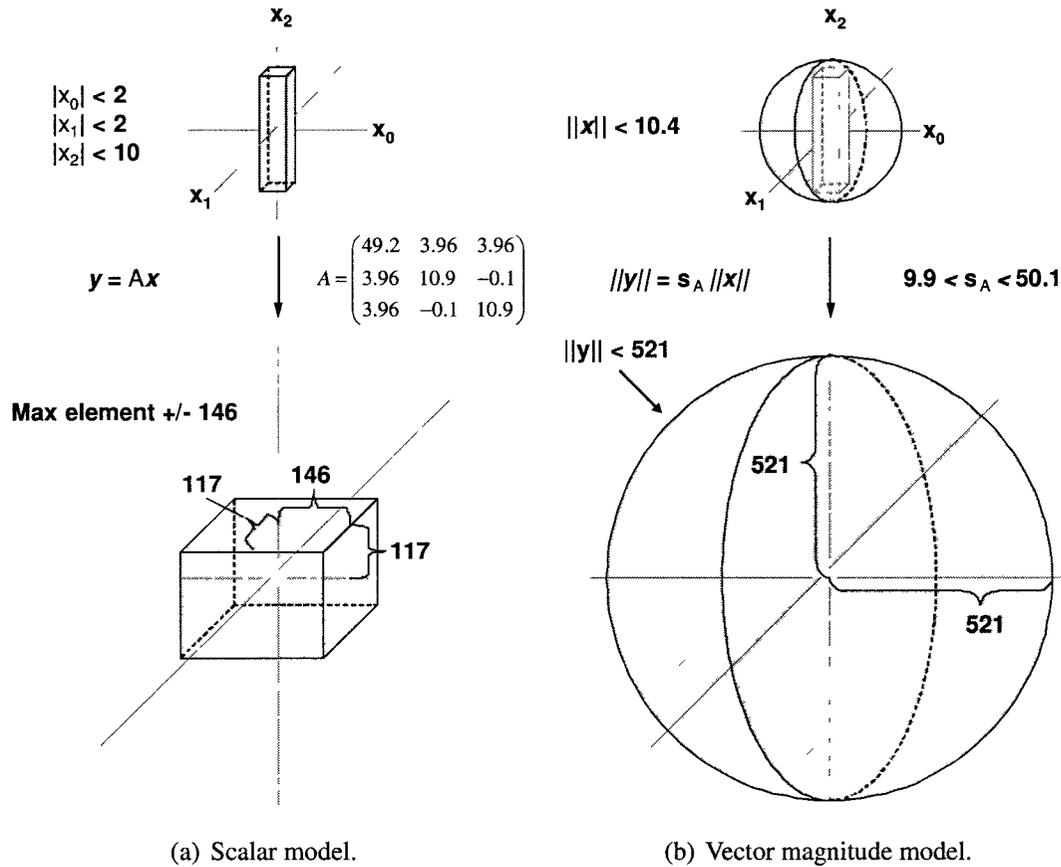 x₂
|x₀| < 2
|x₁| < 2
|x₂| < 10
x₀
x₁
y = Ax
A = (49.2 3.96 3.96
3.96 10.9 −0.1
3.96 −0.1 10.9)
Max element +/- 146
117
146
117
(a) Scalar model.
x₂
||x|| < 10.4
x₀
x₁
||y|| = s_A ||x||
9.9 < s_A < 50.1
||y|| < 521
521
521
(b) Vector magnitude model.